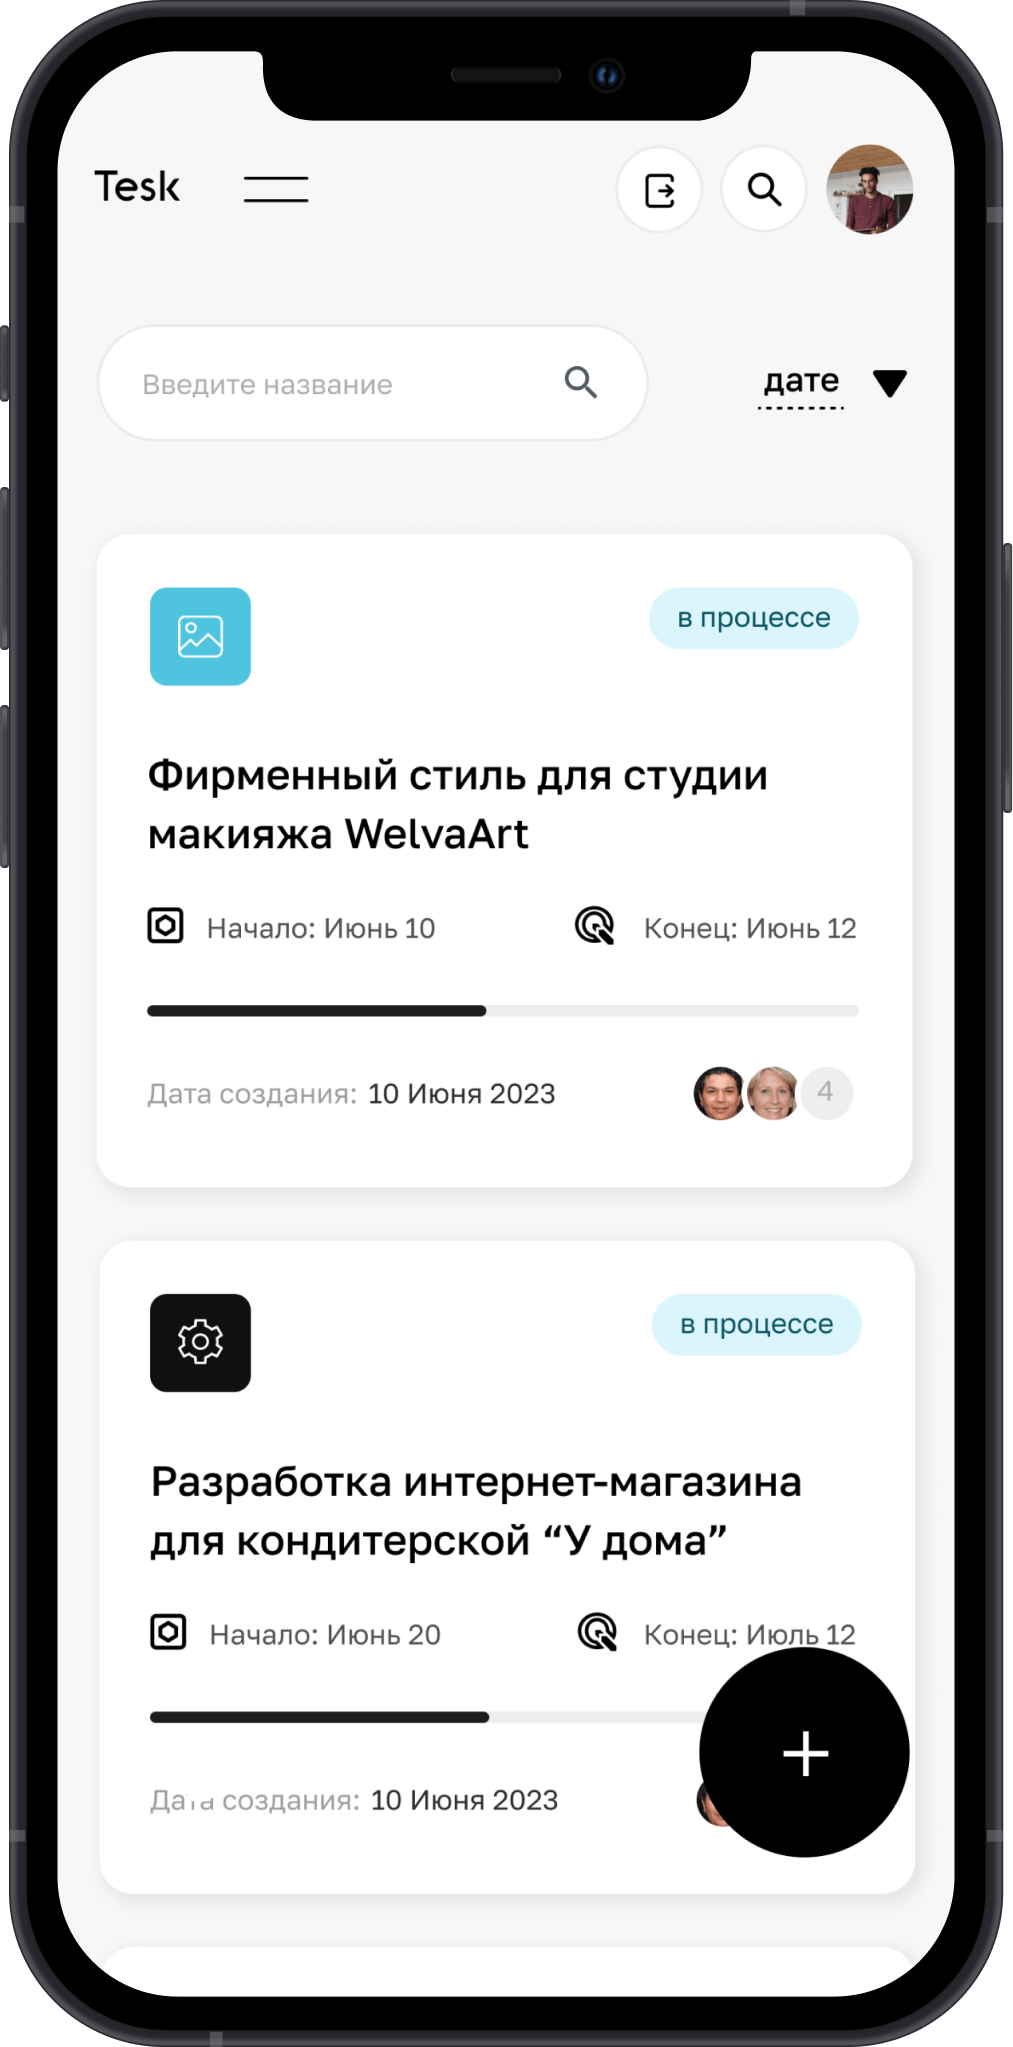 Tesk
Введите название
дате
в процессе
Фирменный стиль для студии
макияжа WelvaArt
Начало: Июнь 10
Конец: Июнь 12
Дата создания: 10 Июня 2023
4
в процессе
Разработка интернет-магазина
для кондитерской “У дома”
Начало: Июнь 20
Конец: Июль 12
Дата создания: 10 Июня 2023